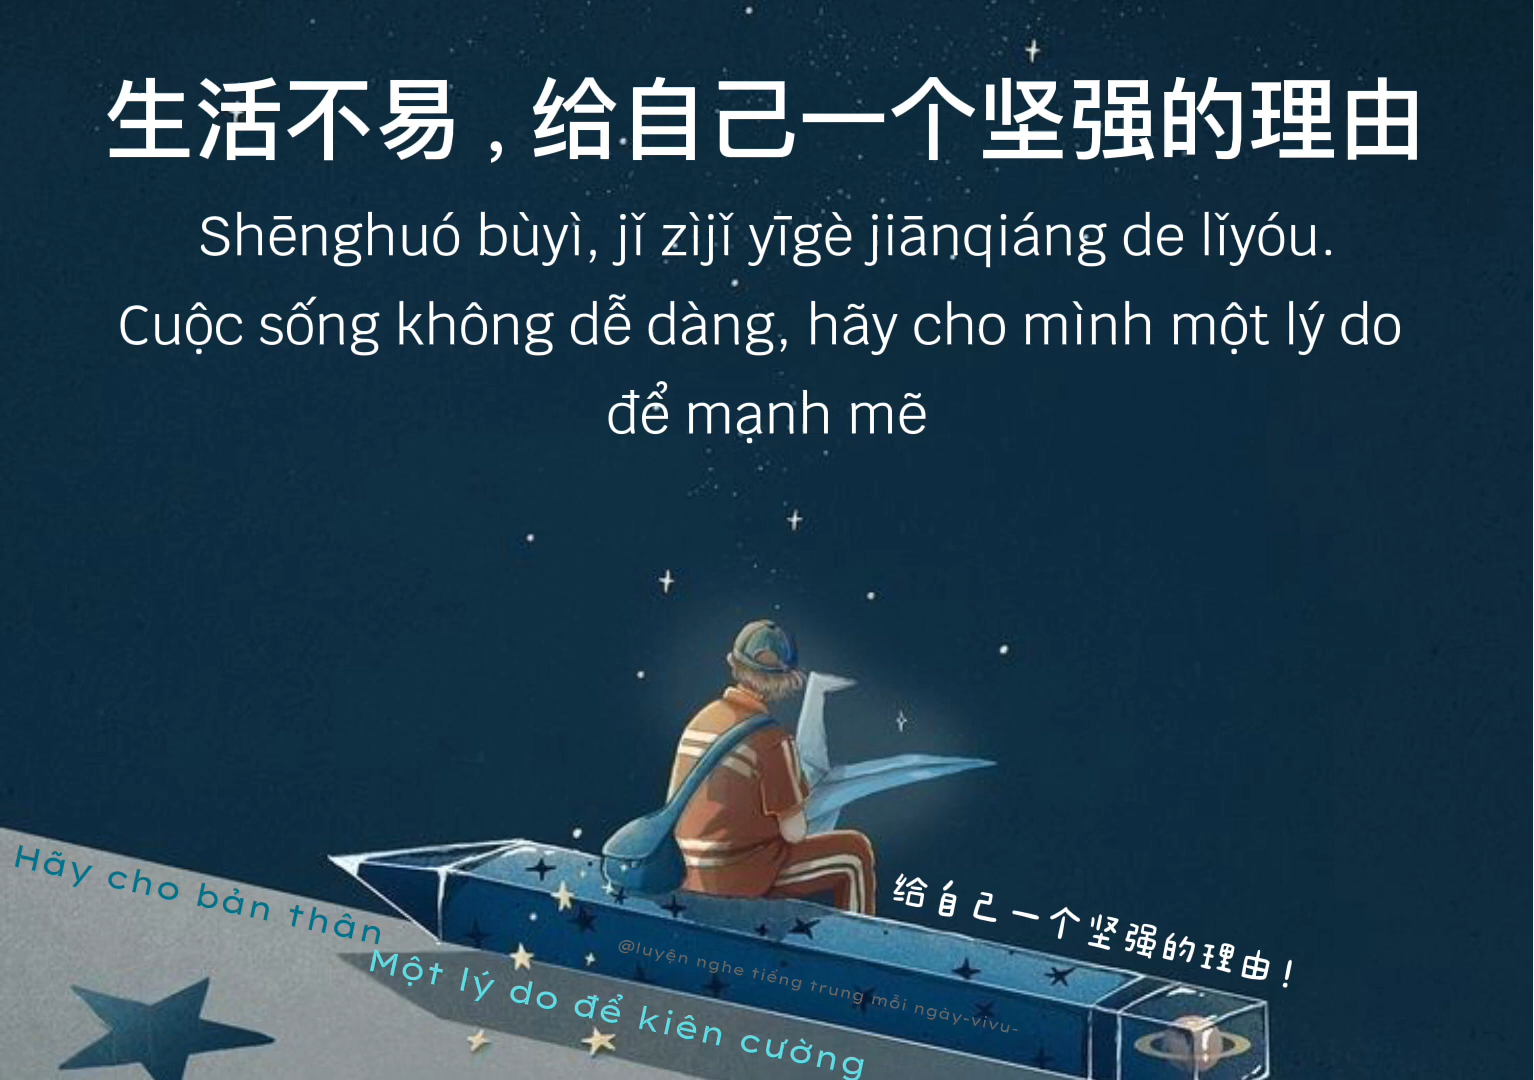 生活不易 , 给自己一个坚强的理由
Shēnghuó bùyì, jǐ zìjǐ yīgè jiānqiáng de lǐyóu.
Cuộc sống không dễ dàng, hãy cho mình một lý do
để mạnh mẽ
给自己一个坚强的理由!
Hãy cho bản thân
Một lý do để kiên cường
@luyện nghe tiếng trung mỗi ngày-vivu-